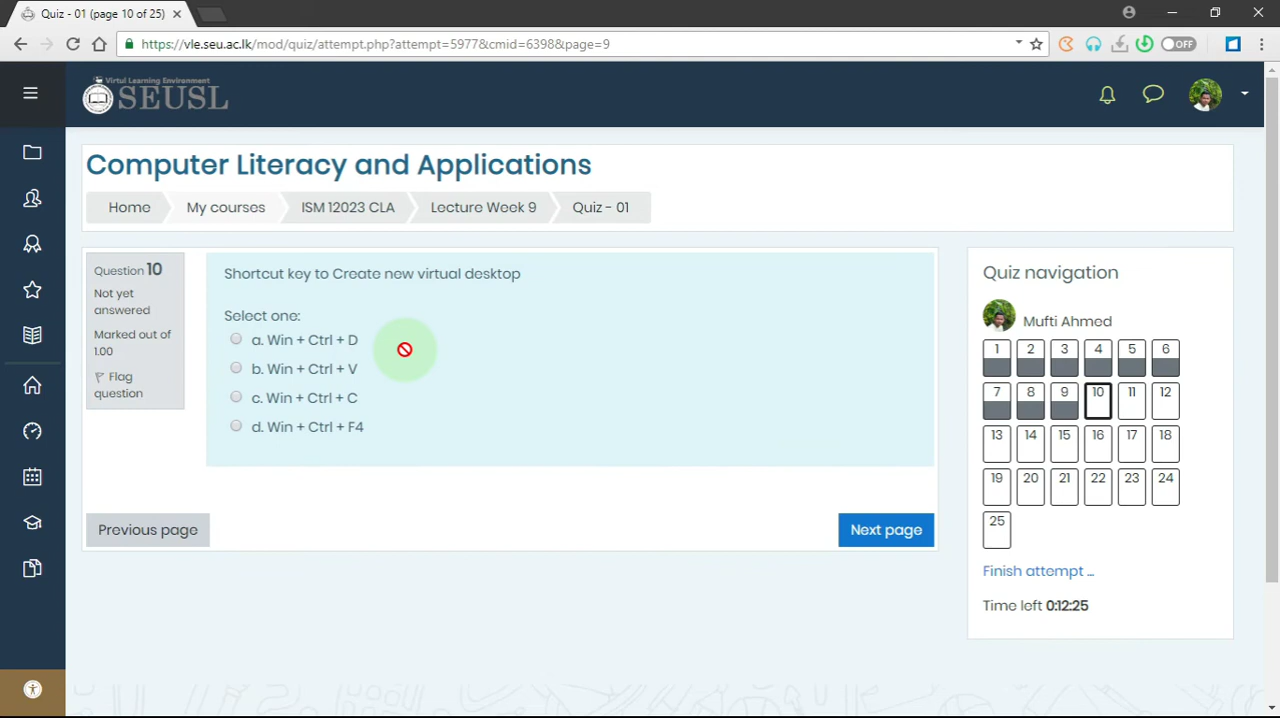 Quiz - 01 (page 10 of 25)
https://vle.seu.ac.lk/mod/quiz/attempt.php?attempt=5977&cmid=6398&page=9
OFF
Virtul Learning Environment
SEUSL
Computer Literacy and Applications
Home
My courses
ISM 12023 CLA
Lecture Week 9
Quiz - 01
Question 10
Not yet
answered
Marked out of
1.00
Flag
question
Shortcut key to Create new virtual desktop
Select one:
a. Win + Ctrl + D
b. Win + Ctrl + V
c. Win + Ctrl + C
d. Win + Ctrl + F4
Previous page
Next page
Quiz navigation
Mufti Ahmed
1 2 3 4 5 6
7 8 9 10 11 12
13 14 15 16 17 18
19 20 21 22 23 24
25
Finish attempt ...
Time left 0:12:25